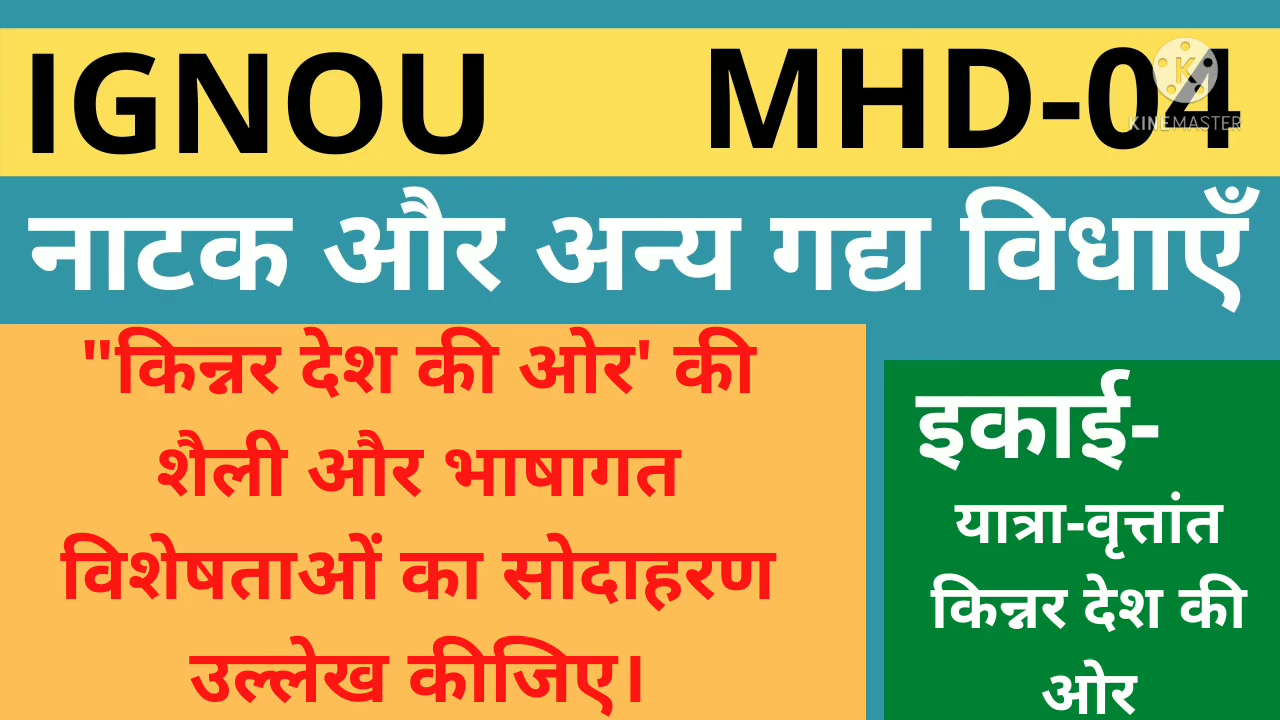 IGNOU MHD-04
KINEMASTER
नाटक और अन्य गद्य विधाएँ
"किन्नर देश की ओर' की
शैली और भाषागत
विशेषताओं का सोदाहरण
उल्लेख कीजिए।
इकाई-
यात्रा-वृत्तांत
किन्नर देश की
ओर